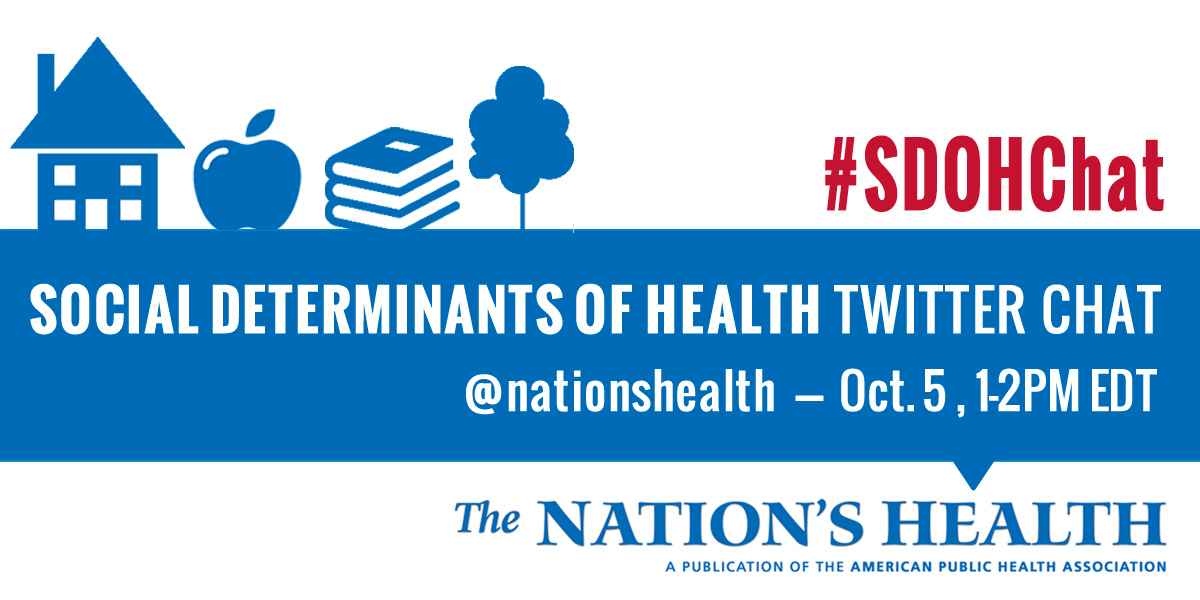 #SDOHChat
SOCIAL DETERMINANTS OF HEALTH TWITTER CHAT
@nationshealth – Oct. 5 , 1-2PM EDT
The NATION'S HEALTH
A PUBLICATION OF THE AMERICAN PUBLIC HEALTH ASSOCIATION